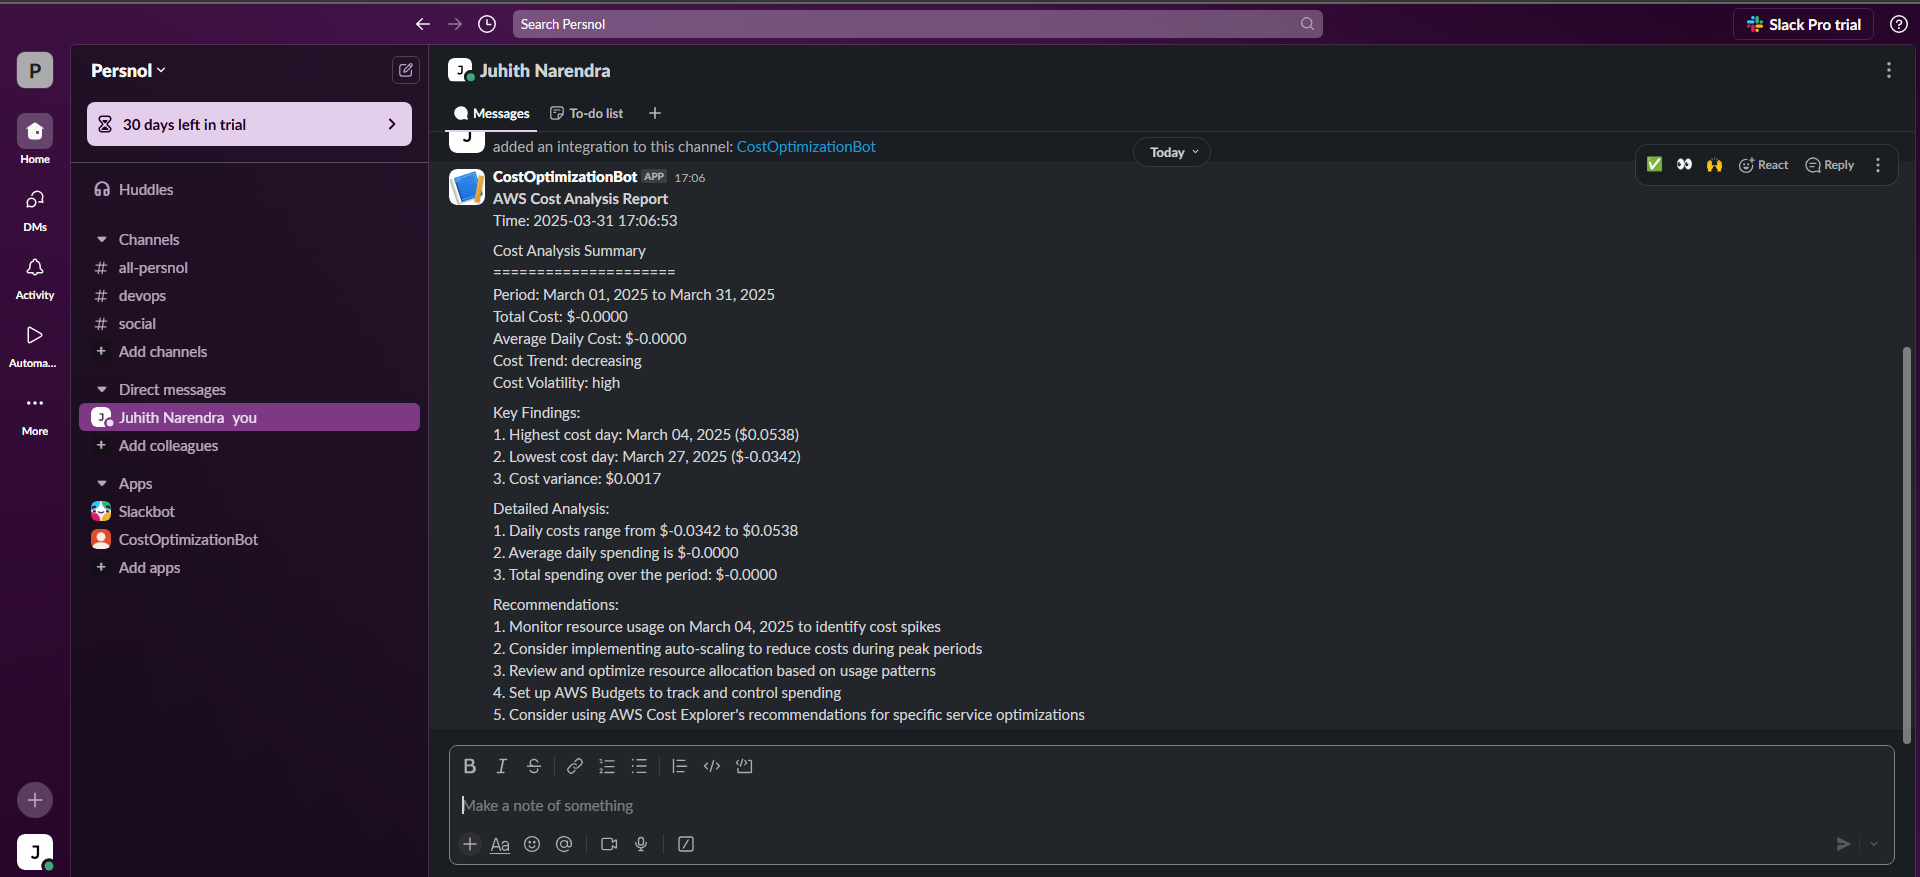 Search Persnol
Slack Pro trial
P
Persnol
30 days left in trial
Home
DMs
Activity
Automa...
More
Huddles
Channels
# all-persnol
# devops
# social
+ Add channels
Direct messages
J Juhith Narendra you
+ Add colleagues
Apps
Slackbot
CostOptimizationBot
+ Add apps
J
J Juhith Narendra
Messages To-do list +
J
added an integration to this channel: CostOptimizationBot
Today
React Reply
CostOptimizationBot APP 17:06
AWS Cost Analysis Report
Time: 2025-03-31 17:06:53
Cost Analysis Summary
=====================
Period: March 01, 2025 to March 31, 2025
Total Cost: $-0.0000
Average Daily Cost: $-0.0000
Cost Trend: decreasing
Cost Volatility: high
Key Findings:
1. Highest cost day: March 04, 2025 ($0.0538)
2. Lowest cost day: March 27, 2025 ($-0.0342)
3. Cost variance: $0.0017
Detailed Analysis:
1. Daily costs range from $-0.0342 to $0.0538
2. Average daily spending is $-0.0000
3. Total spending over the period: $-0.0000
Recommendations:
1. Monitor resource usage on March 04, 2025 to identify cost spikes
2. Consider implementing auto-scaling to reduce costs during peak periods
3. Review and optimize resource allocation based on usage patterns
4. Set up AWS Budgets to track and control spending
5. Consider using AWS Cost Explorer's recommendations for specific service optimizations
B I S
Make a note of something
+ Aa @